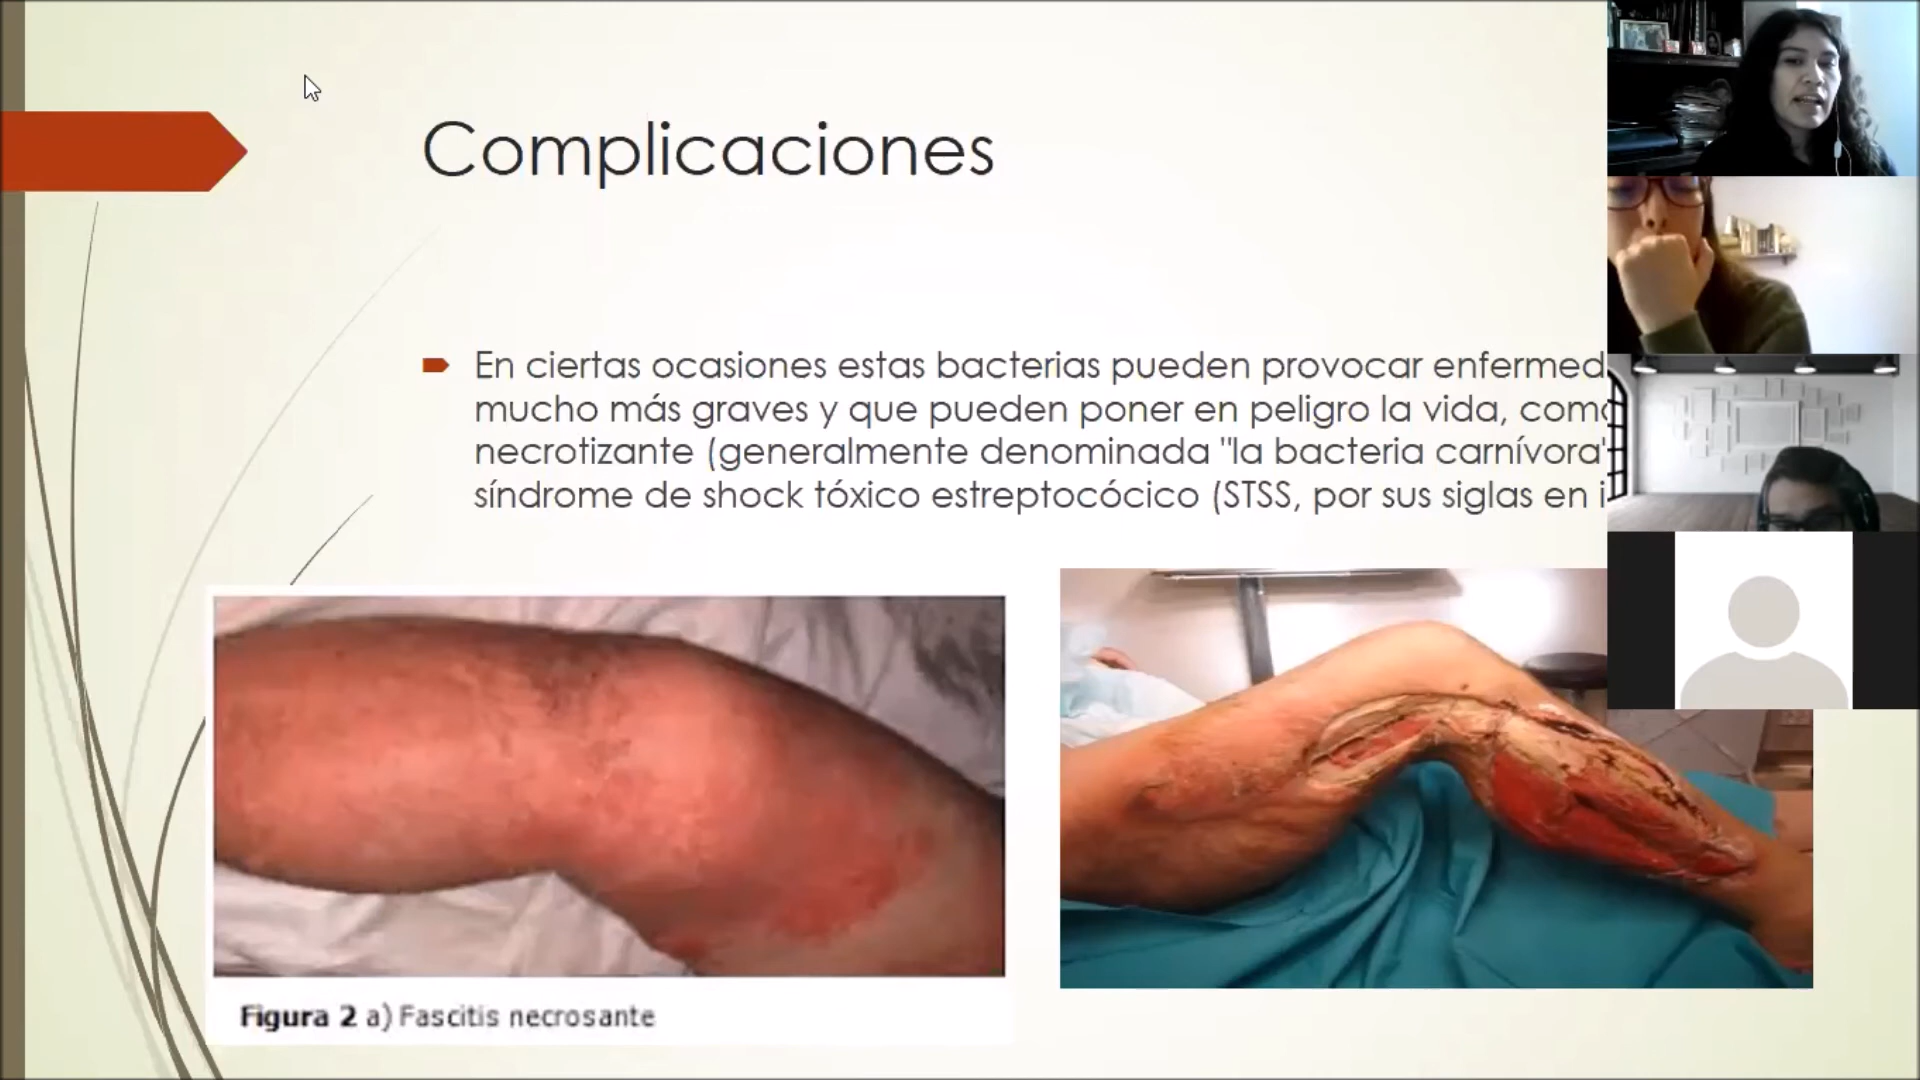 Complicaciones
En ciertas ocasiones estas bacterias pueden provocar
mucho más graves y que pueden poner en peligro la vida,
necrotizante (generalmente denominada "la bacteria carnívora"
síndrome de shock tóxico estreptocócico (STSS, por sus siglas en
Figura 2 a) Fascitis necrosante